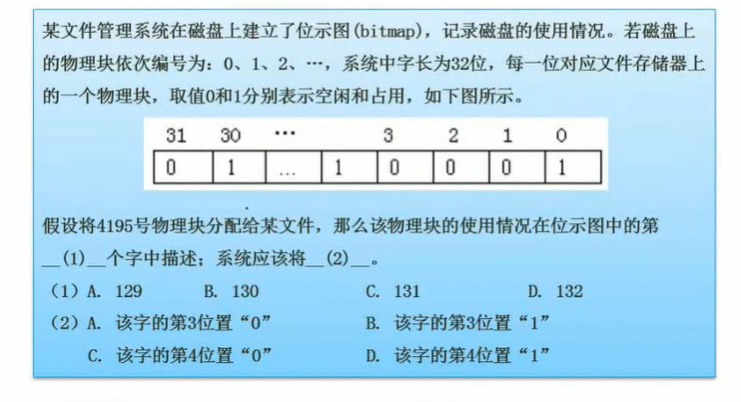 某文件管理系统在磁盘上建立了位示图(bitmap)，记录磁盘的使用情况。若磁盘上
的物理块依次编号为：0、1、2、…，系统中字长为32位，每一位对应文件存储器上
的一个物理块，取值0和1分别表示空闲和占用，如下图所示。
31 30 … 3 2 1 0
0 1 ... 1 0 0 0 1
假设将4195号物理块分配给某文件，那么该物理块的使用情况在位示图中的第
__(1)__个字中描述；系统应该将__(2)__。
（1）A. 129 B. 130 C. 131 D. 132
（2）A. 该字的第3位置“0” B. 该字的第3位置“1”
C. 该字的第4位置“0” D. 该字的第4位置“1”